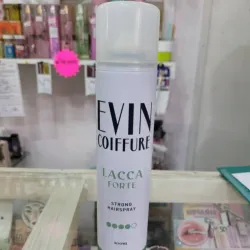 EVIN
COIFFURE
LACCA
FORTE
STRONG
HAIRSPRAY